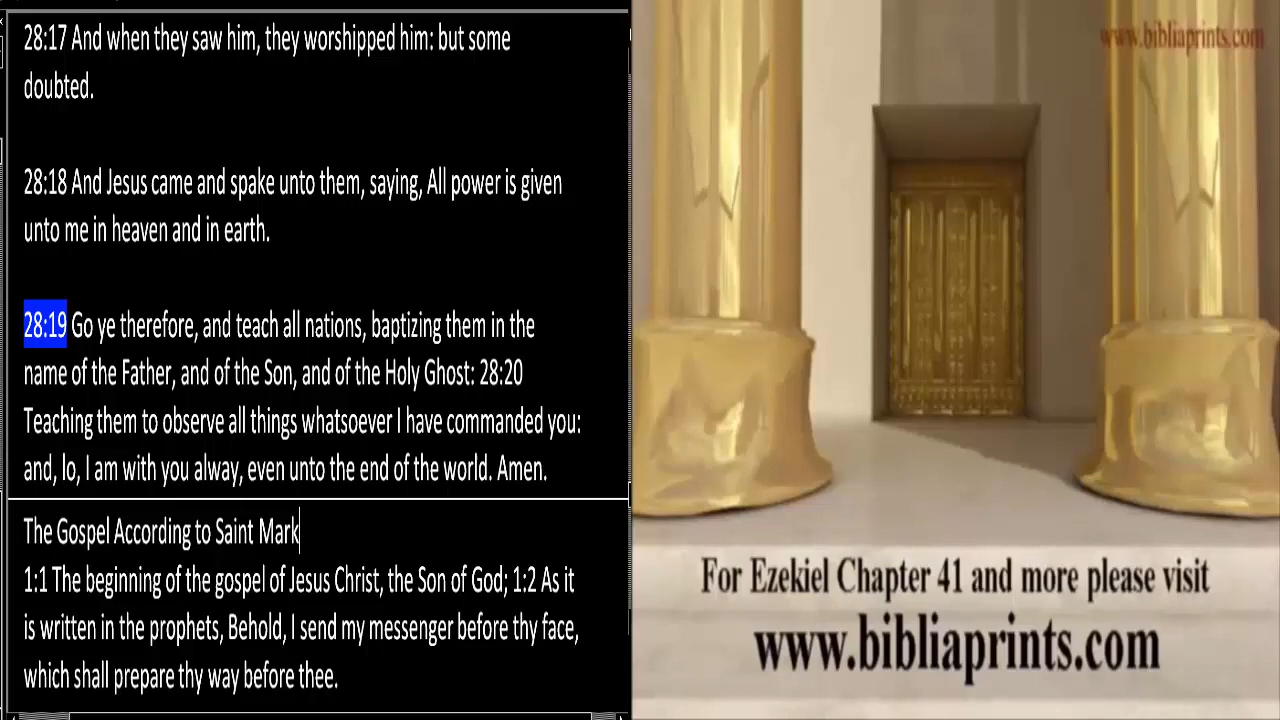 28:17 And when they saw him, they worshipped him: but some
doubted.
28:18 And Jesus came and spake unto them, saying, All power is given
unto me in heaven and in earth.
28:19 Go ye therefore, and teach all nations, baptizing them in the
name of the Father, and of the Son, and of the Holy Ghost: 28:20
Teaching them to observe all things whatsoever I have commanded you:
and, lo, I am with you alway, even unto the end of the world. Amen.
The Gospel According to Saint Mark
1:1 The beginning of the gospel of Jesus Christ, the Son of God; 1:2 As it
is written in the prophets, Behold, I send my messenger before thy face,
which shall prepare thy way before thee.
www.bibliaprints.com
For Ezekiel Chapter 41 and more please visit
www.bibliaprints.com